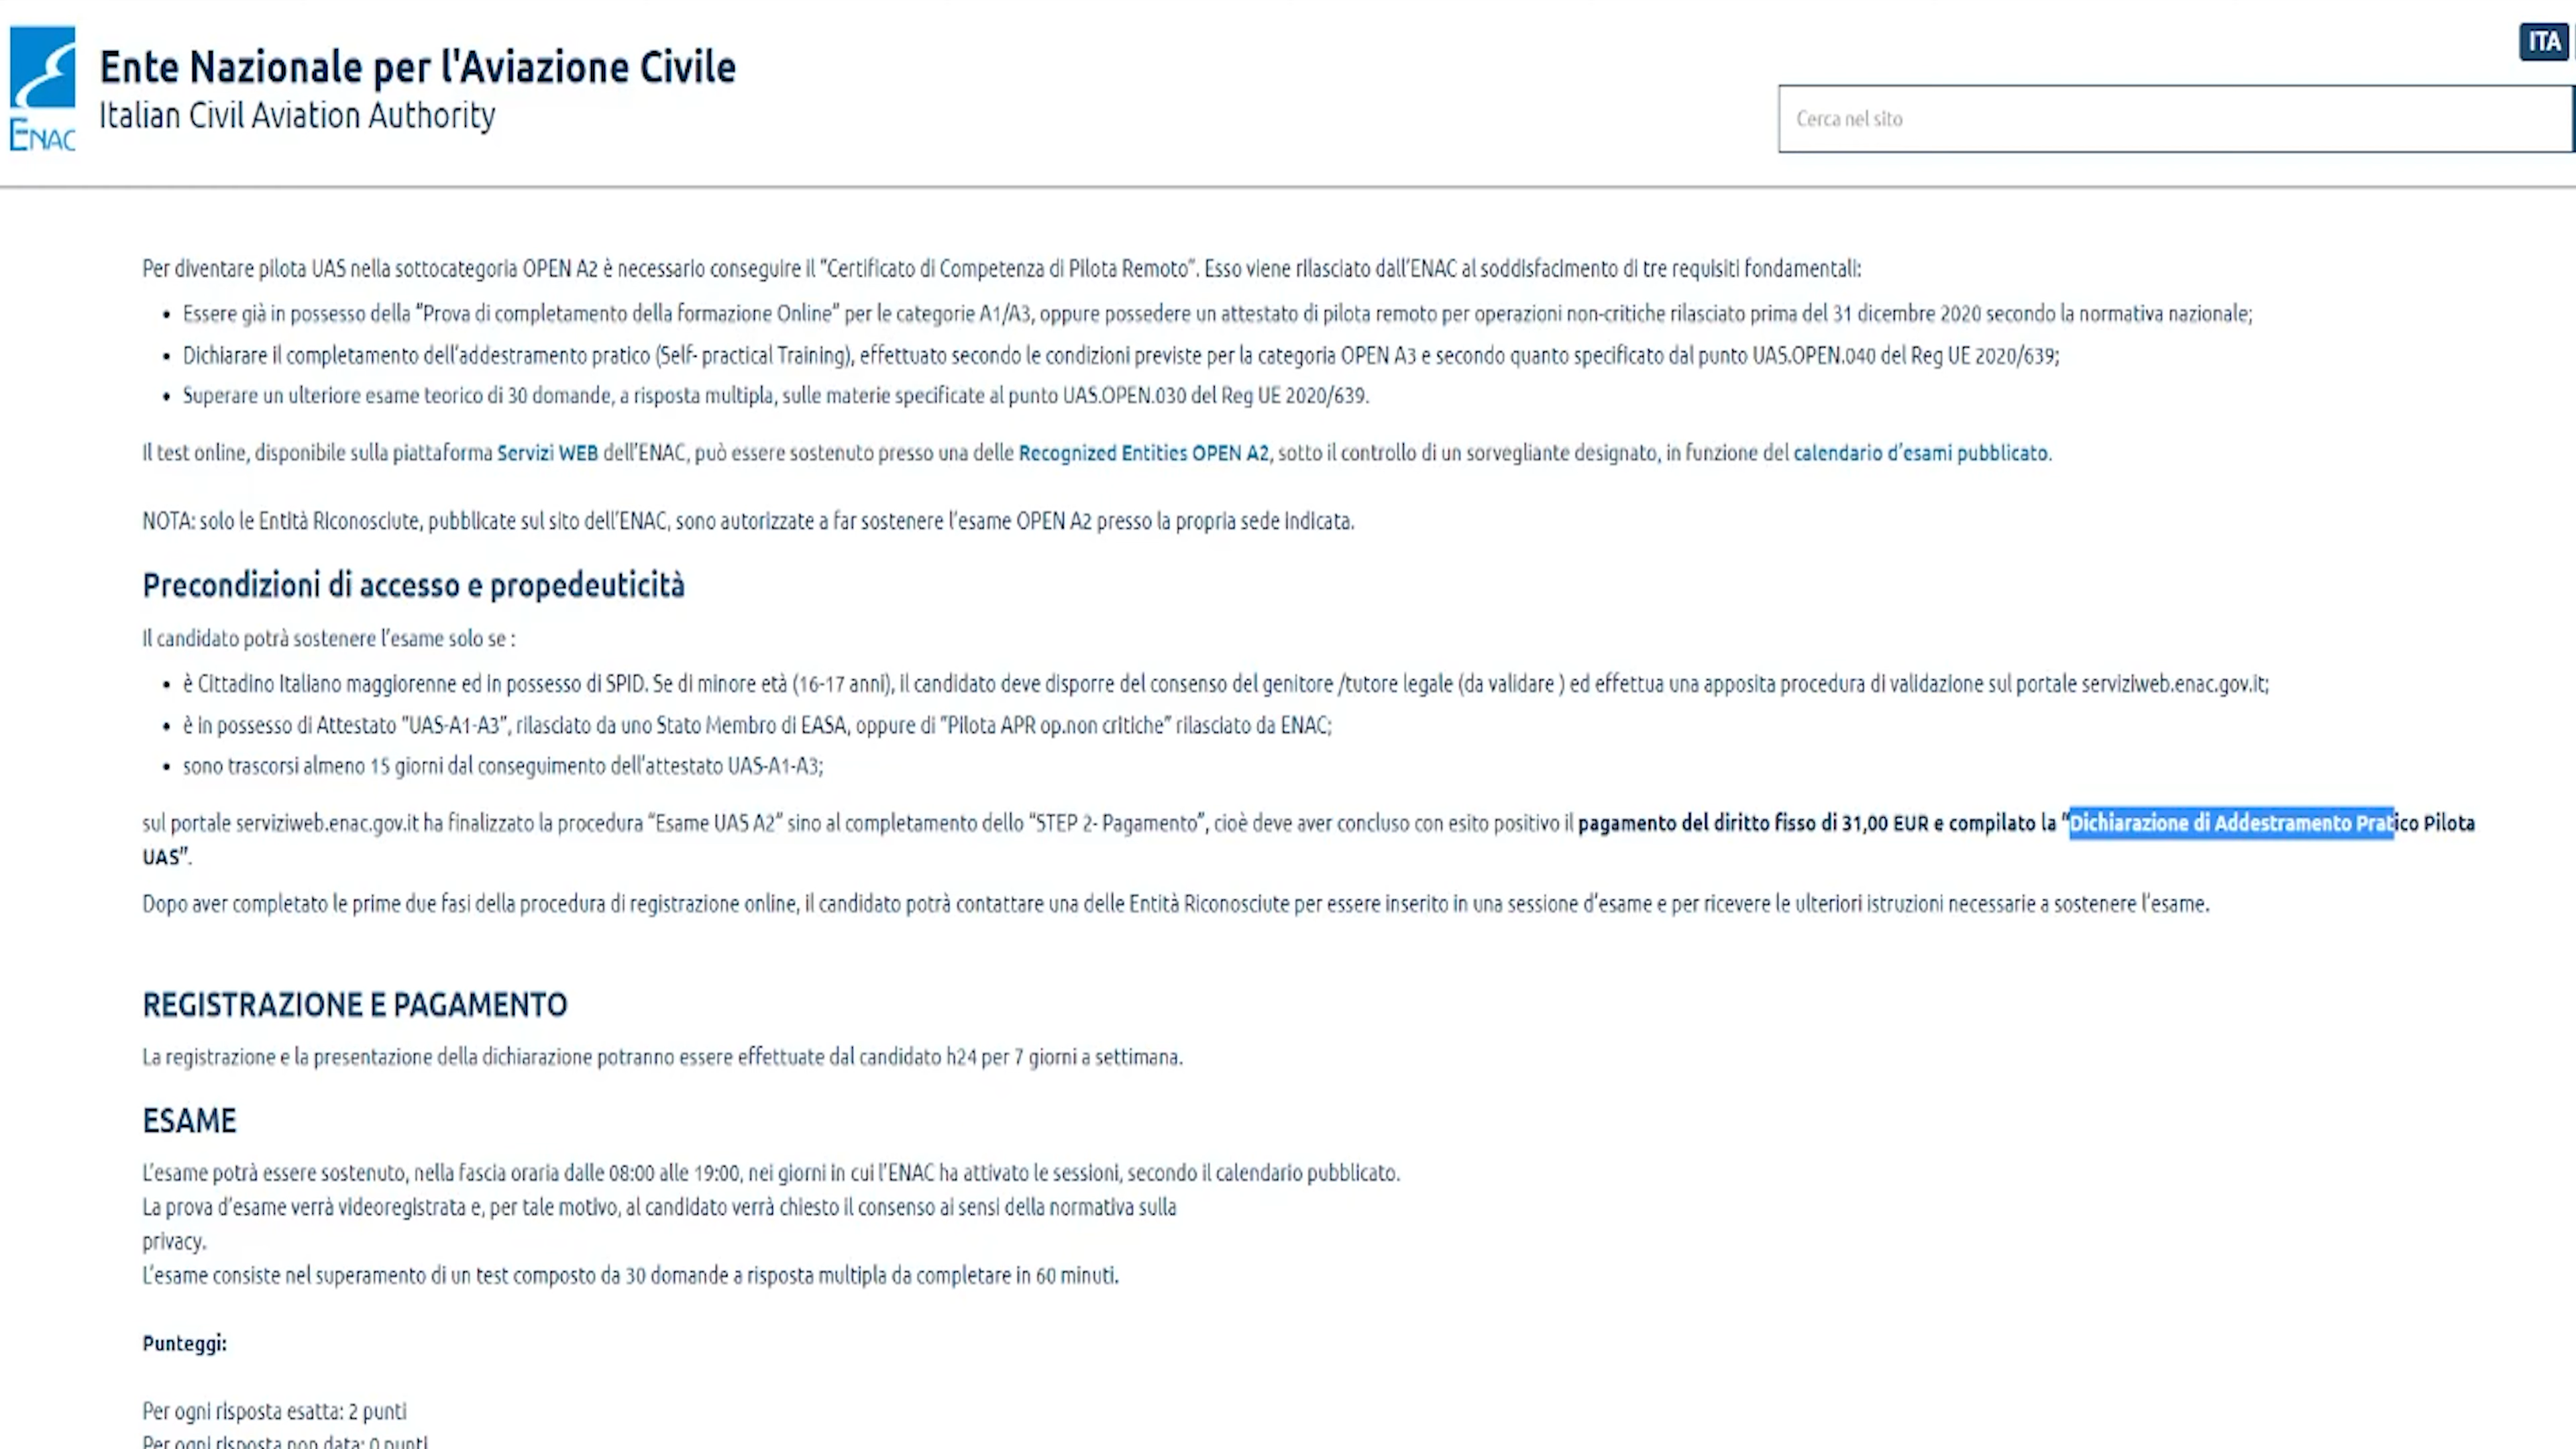 ENAC
Ente Nazionale per l'Aviazione Civile
Italian Civil Aviation Authority
ITA
Cerca nel sito
Per diventare pilota UAS nella sottocategoria OPEN A2 è necessario conseguire il “Certificato di Competenza di Pilota Remoto”. Esso viene rilasciato dall’ENAC al soddisfacimento di tre requisiti fondamentali:
• Essere già in possesso della “Prova di completamento della formazione Online” per le categorie A1/A3, oppure possedere un attestato di pilota remoto per operazioni non-critiche rilasciato prima del 31 dicembre 2020 secondo la normativa nazionale;
• Dichiarare il completamento dell’addestramento pratico (Self- practical Training), effettuato secondo le condizioni previste per la categoria OPEN A3 e secondo quanto specificato dal punto UAS.OPEN.040 del Reg UE 2020/639;
• Superare un ulteriore esame teorico di 30 domande, a risposta multipla, sulle materie specificate al punto UAS.OPEN.030 del Reg UE 2020/639.
Il test online, disponibile sulla piattaforma Servizi WEB dell’ENAC, può essere sostenuto presso una delle Recognized Entities OPEN A2, sotto il controllo di un sorvegliante designato, in funzione del calendario d’esami pubblicato.
NOTA: solo le Entità Riconosciute, pubblicate sul sito dell’ENAC, sono autorizzate a far sostenere l’esame OPEN A2 presso la propria sede indicata.
Precondizioni di accesso e propedeuticità
Il candidato potrà sostenere l’esame solo se :
• è Cittadino Italiano maggiorenne ed in possesso di SPID. Se di minore età (16-17 anni), il candidato deve disporre del consenso del genitore /tutore legale (da validare ) ed effettua una apposita procedura di validazione sul portale serviziweb.enac.gov.it;
• è in possesso di Attestato “UAS-A1-A3”, rilasciato da uno Stato Membro di EASA, oppure di “Pilota APR op.non critiche” rilasciato da ENAC;
• sono trascorsi almeno 15 giorni dal conseguimento dell’attestato UAS-A1-A3;
sul portale serviziweb.enac.gov.it ha finalizzato la procedura “Esame UAS A2” sino al completamento dello “STEP 2- Pagamento”, cioè deve aver concluso con esito positivo il pagamento del diritto fisso di 31,00 EUR e compilato la “Dichiarazione di Addestramento Pratico Pilota
UAS”.
Dopo aver completato le prime due fasi della procedura di registrazione online, il candidato potrà contattare una delle Entità Riconosciute per essere inserito in una sessione d’esame e per ricevere le ulteriori istruzioni necessarie a sostenere l’esame.
REGISTRAZIONE E PAGAMENTO
La registrazione e la presentazione della dichiarazione potranno essere effettuate dal candidato h24 per 7 giorni a settimana.
ESAME
L’esame potrà essere sostenuto, nella fascia oraria dalle 08:00 alle 19:00, nei giorni in cui l’ENAC ha attivato le sessioni, secondo il calendario pubblicato.
La prova d’esame verrà videoregistrata e, per tale motivo, al candidato verrà chiesto il consenso ai sensi della normativa sulla
privacy.
L’esame consiste nel superamento di un test composto da 30 domande a risposta multipla da completare in 60 minuti.
Punteggi:
Per ogni risposta esatta: 2 punti
Per ogni risposta non data: 0 punti